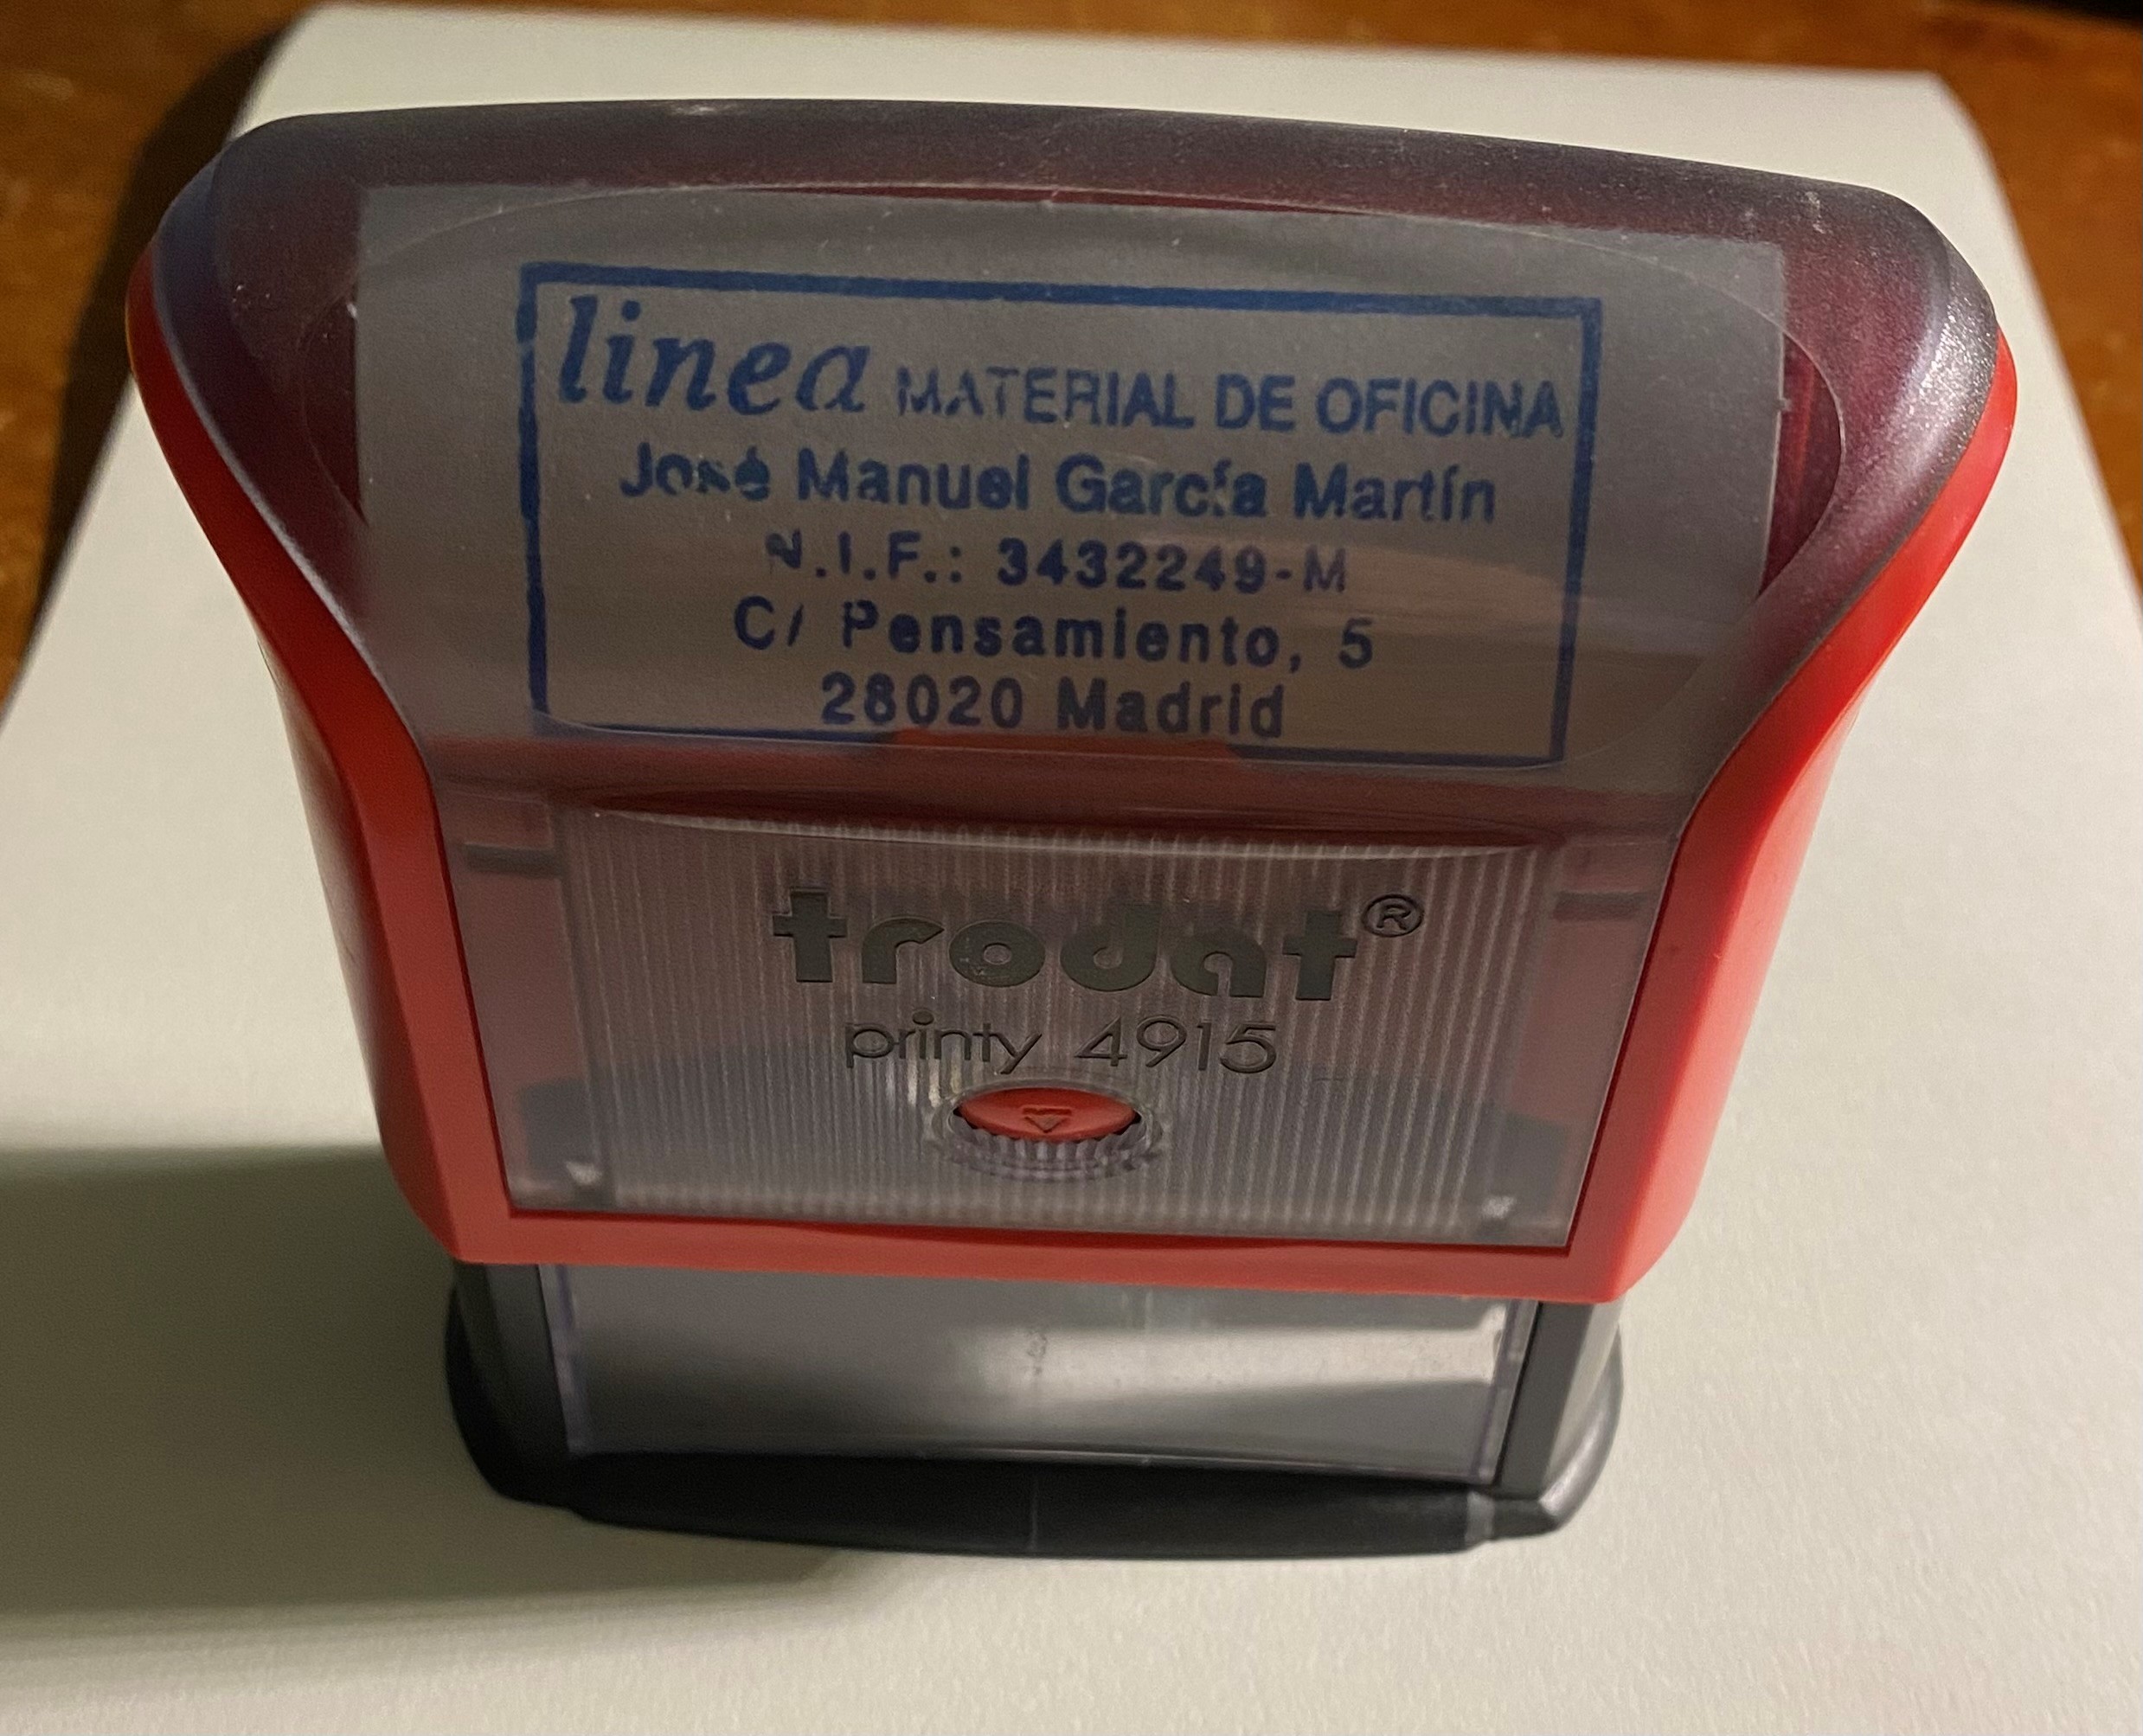 linea MATERIAL DE OFICINA
José Manuel García Martín
N.I.F.: 3432249-M
C/ Pensamiento, 5
28020 Madrid
trodat®
printy 4915